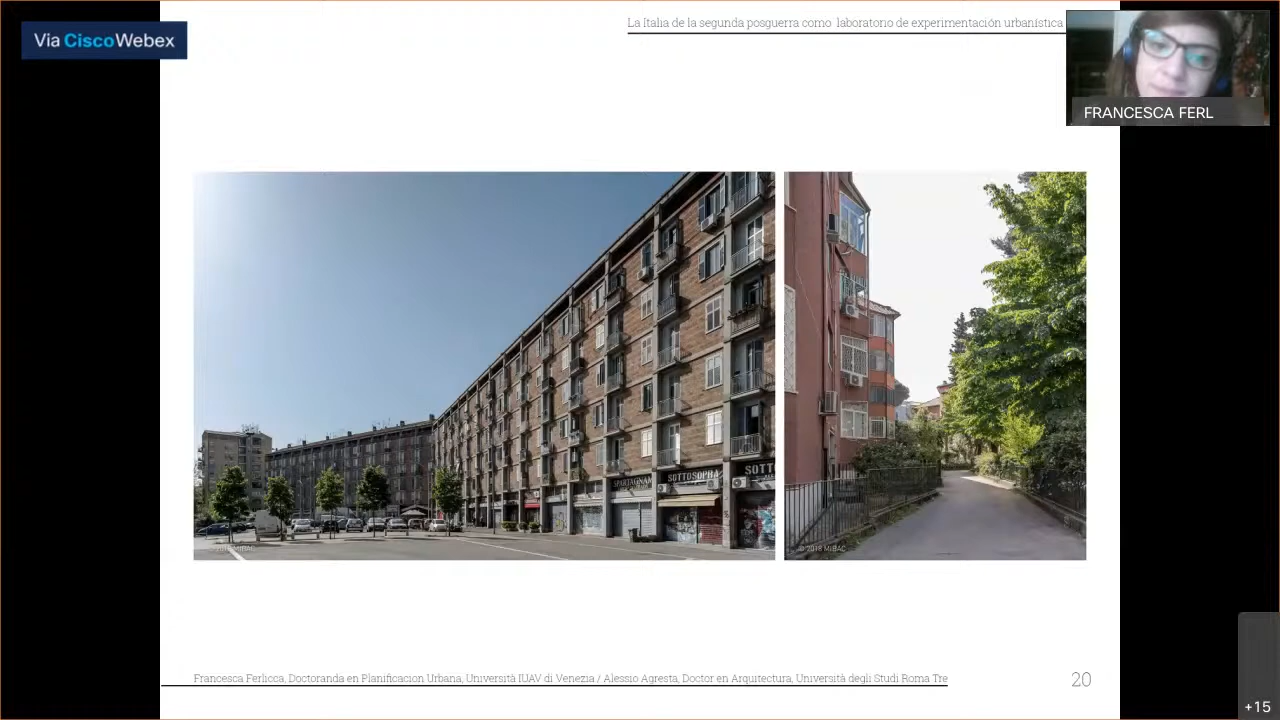 Via CiscoWebex
La Italia de la segunda posguerra como laboratorio de experimentación urbanística
FRANCESCA FERL
SPARTAGNAM
SOTTOSOPRA
SOTT
© 2018 MiBAC
© 2018 MiBAC
Francesca Ferlicca, Doctoranda en Planificacion Urbana, Università IUAV di Venezia / Alessio Agresta, Doctor en Arquitectura, Università degli Studi Roma Tre
20
+15